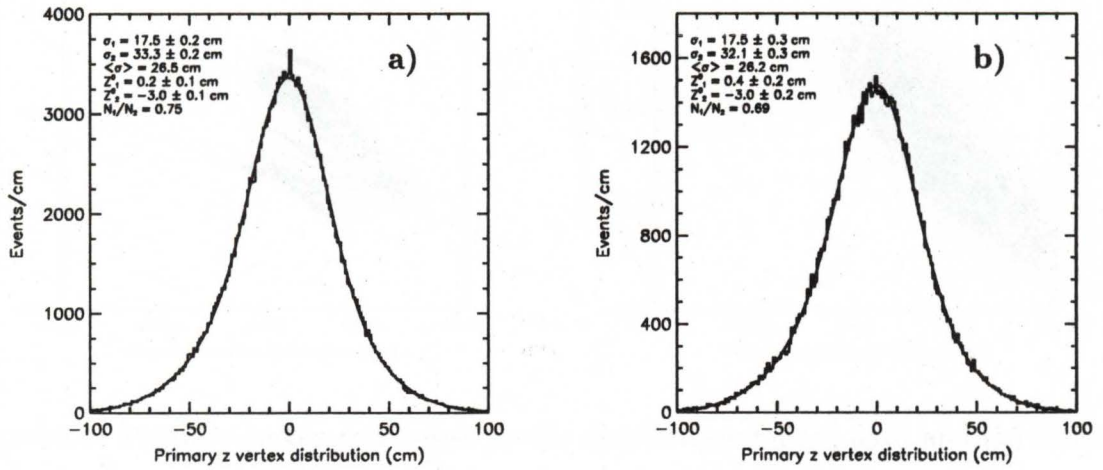 4000
3000
2000
1000
0
Events/cm
σ₁ = 17.5 ± 0.2 cm
σ₂ = 33.3 ± 0.2 cm
<σ> = 26.5 cm
Z⁰₁ = 0.2 ± 0.1 cm
Z⁰₂ = −3.0 ± 0.1 cm
N₁/N₂ = 0.75
a)
−100 −50 0 50 100
Primary z vertex distribution (cm)
1600
1200
800
400
0
Events/cm
σ₁ = 17.5 ± 0.3 cm
σ₂ = 32.1 ± 0.3 cm
<σ> = 26.2 cm
Z⁰₁ = 0.4 ± 0.2 cm
Z⁰₂ = −3.0 ± 0.2 cm
N₁/N₂ = 0.69
b)
−100 −50 0 50 100
Primary z vertex distribution (cm)